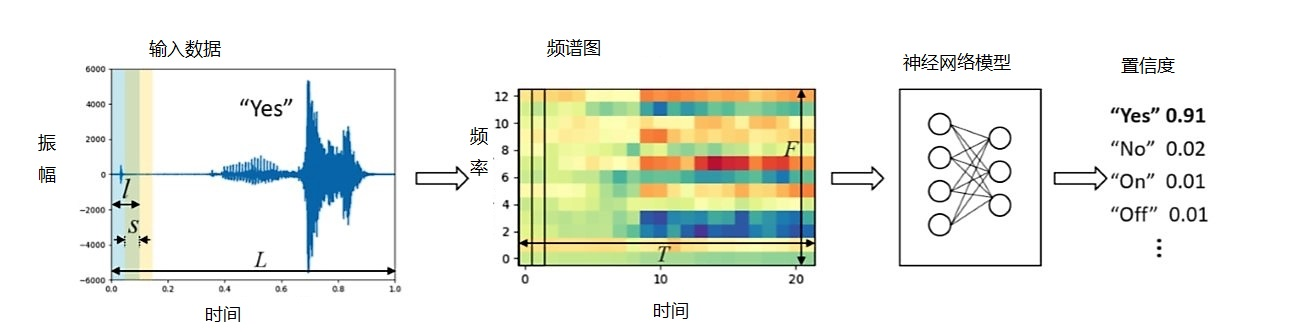 输入数据
频谱图
神经网络模型
置信度
振
幅
6000
4000
2000
0
−2000
−4000
−6000
"Yes"
l
s
L
0.0 0.2 0.4 0.6 0.8 1.0
时间
频
率
12
10
8
6
4
2
0
F
T
0 10 20
时间
"Yes" 0.91
"No" 0.02
"On" 0.01
"Off" 0.01
⋮